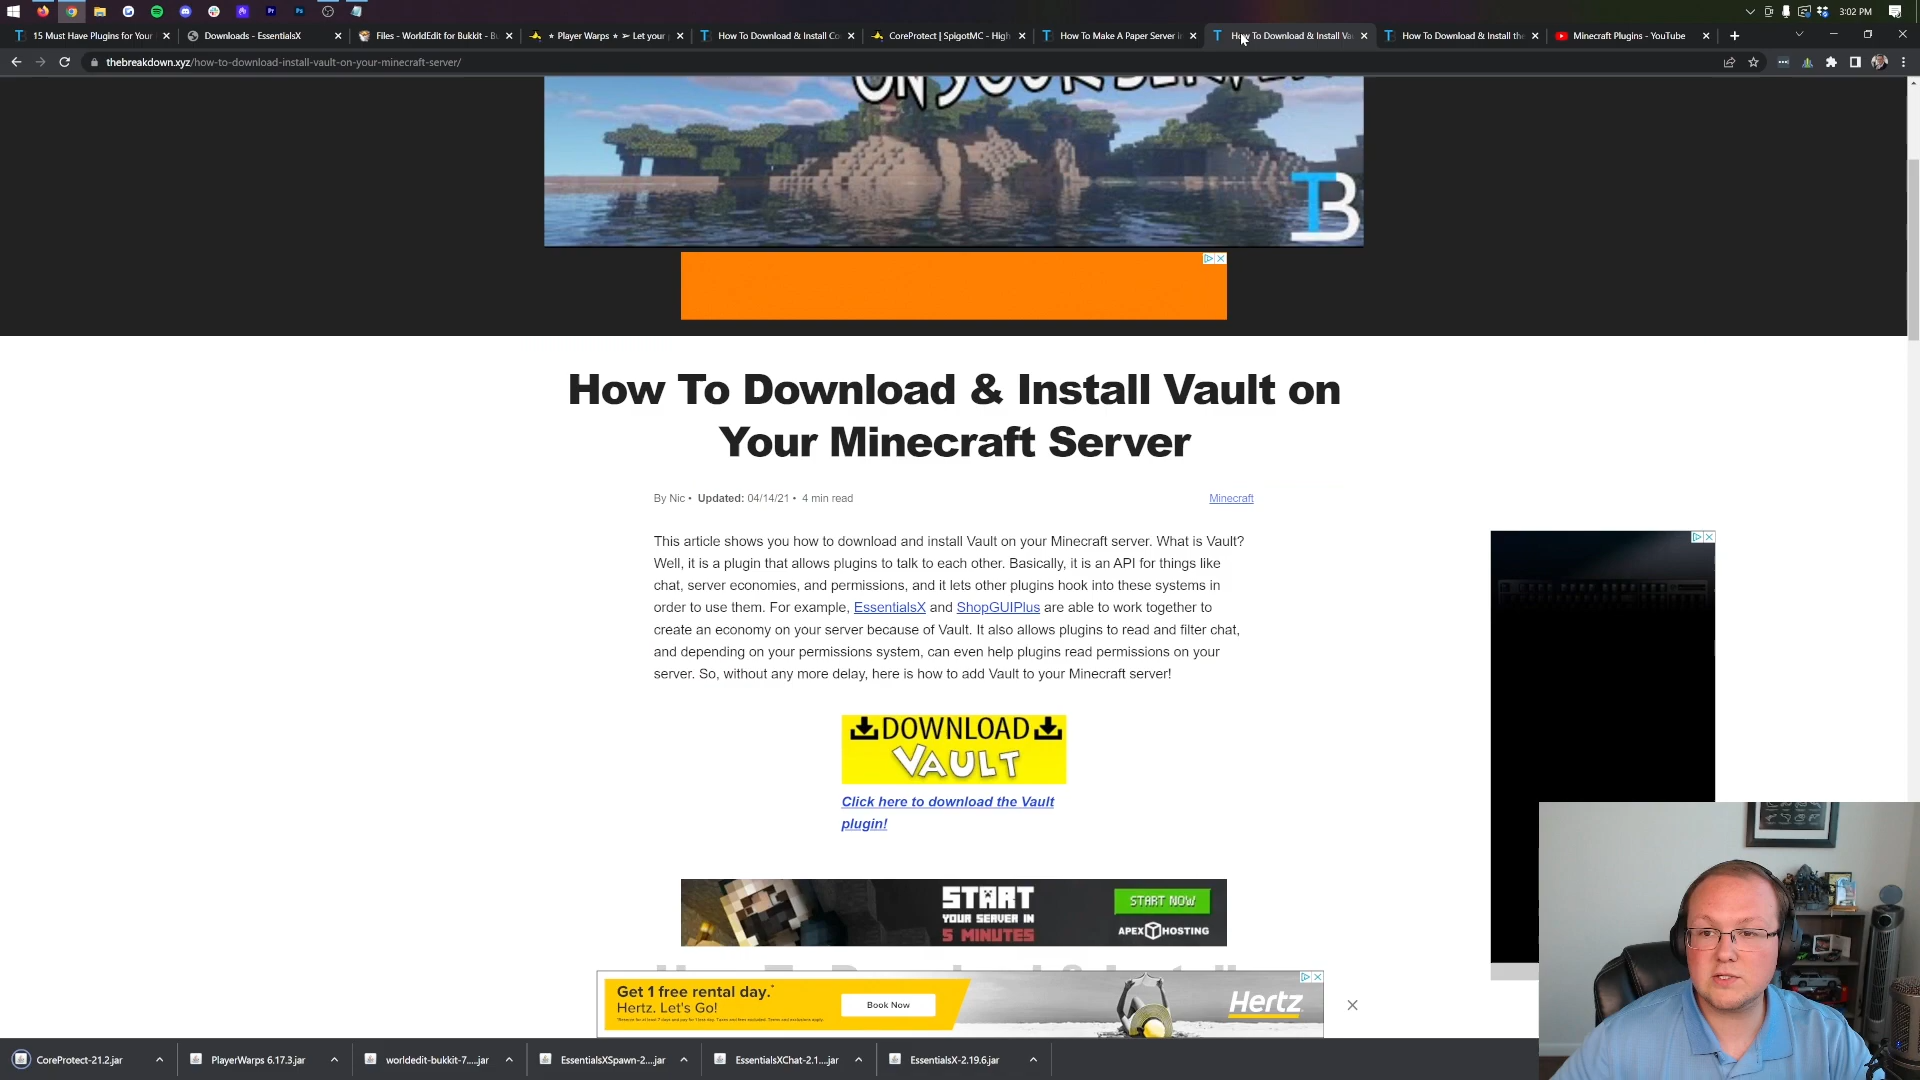 3:02 PM
15 Must Have Plugins for Your
Downloads - EssentialsX
Files - WorldEdit for Bukkit - Bu
⋆ Player Warps ⋆ ➢ Let your p
How To Download & Install Co
CoreProtect | SpigotMC - High
How To Make A Paper Server in
How To Download & Install Va
How To Download & Install the
Minecraft Plugins - YouTube
thebreakdown.xyz/how-to-download-install-vault-on-your-minecraft-server/
ON YOUR SERVER
TB
How To Download & Install Vault on
Your Minecraft Server
By Nic • Updated: 04/14/21 • 4 min read
Minecraft
This article shows you how to download and install Vault on your Minecraft server. What is Vault?
Well, it is a plugin that allows plugins to talk to each other. Basically, it is an API for things like
chat, server economies, and permissions, and it lets other plugins hook into these systems in
order to use them. For example, EssentialsX and ShopGUIPlus are able to work together to
create an economy on your server because of Vault. It also allows plugins to read and filter chat,
and depending on your permissions system, can even help plugins read permissions on your
server. So, without any more delay, here is how to add Vault to your Minecraft server!
DOWNLOAD
VAULT
Click here to download the Vault
plugin!
START
YOUR SERVER IN
5 MINUTES
START NOW
APEX HOSTING
Get 1 free rental day.*
Hertz. Let's Go!
Book Now
Hertz
CoreProtect-21.2.jar
PlayerWarps 6.17.3.jar
worldedit-bukkit-7....jar
EssentialsXSpawn-2....jar
EssentialsXChat-2.1....jar
EssentialsX-2.19.6.jar